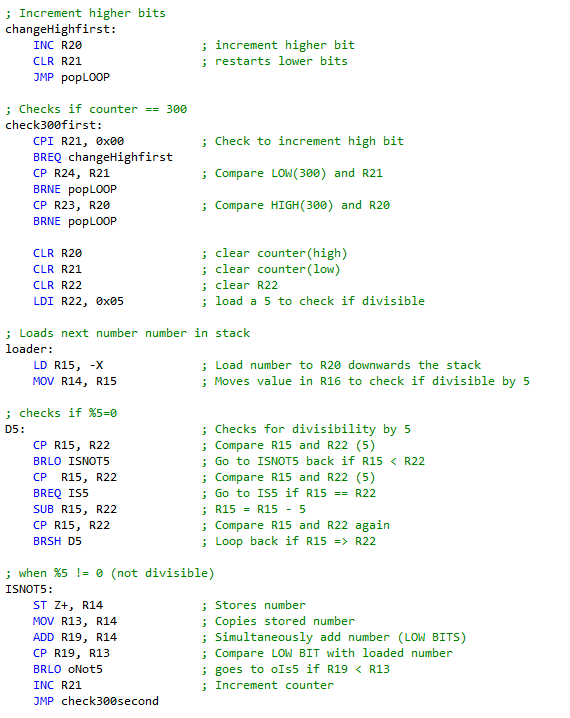 ; Increment higher bits
changeHighfirst:
INC R20 ; increment higher bit
CLR R21 ; restarts lower bits
JMP popLOOP
; Checks if counter == 300
check300first:
CPI R21, 0x00 ; Check to increment high bit
BREQ changeHighfirst
CP R24, R21 ; Compare LOW(300) and R21
BRNE popLOOP
CP R23, R20 ; Compare HIGH(300) and R20
BRNE popLOOP
CLR R20 ; clear counter(high)
CLR R21 ; clear counter(low)
CLR R22 ; clear R22
LDI R22, 0x05 ; load a 5 to check if divisible
; Loads next number number in stack
loader:
LD R15, -X ; Load number to R20 downwards the stack
MOV R14, R15 ; Moves value in R16 to check if divisible by 5
; checks if %5=0
D5: ; Checks for divisibility by 5
CP R15, R22 ; Compare R15 and R22 (5)
BRLO ISNOT5 ; Go to ISNOT5 back if R15 < R22
CP R15, R22 ; Compare R15 and R22 (5)
BREQ IS5 ; Go to IS5 if R15 == R22
SUB R15, R22 ; R15 = R15 - 5
CP R15, R22 ; Compare R15 and R22 again
BRSH D5 ; Loop back if R15 => R22
; when %5 != 0 (not divisible)
ISNOT5:
ST Z+, R14 ; Stores number
MOV R13, R14 ; Copies stored number
ADD R19, R14 ; Simultaneously add number (LOW BITS)
CP R19, R13 ; Compare LOW BIT with loaded number
BRLO oNot5 ; goes to oIs5 if R19 < R13
INC R21 ; Increment counter
JMP check300second